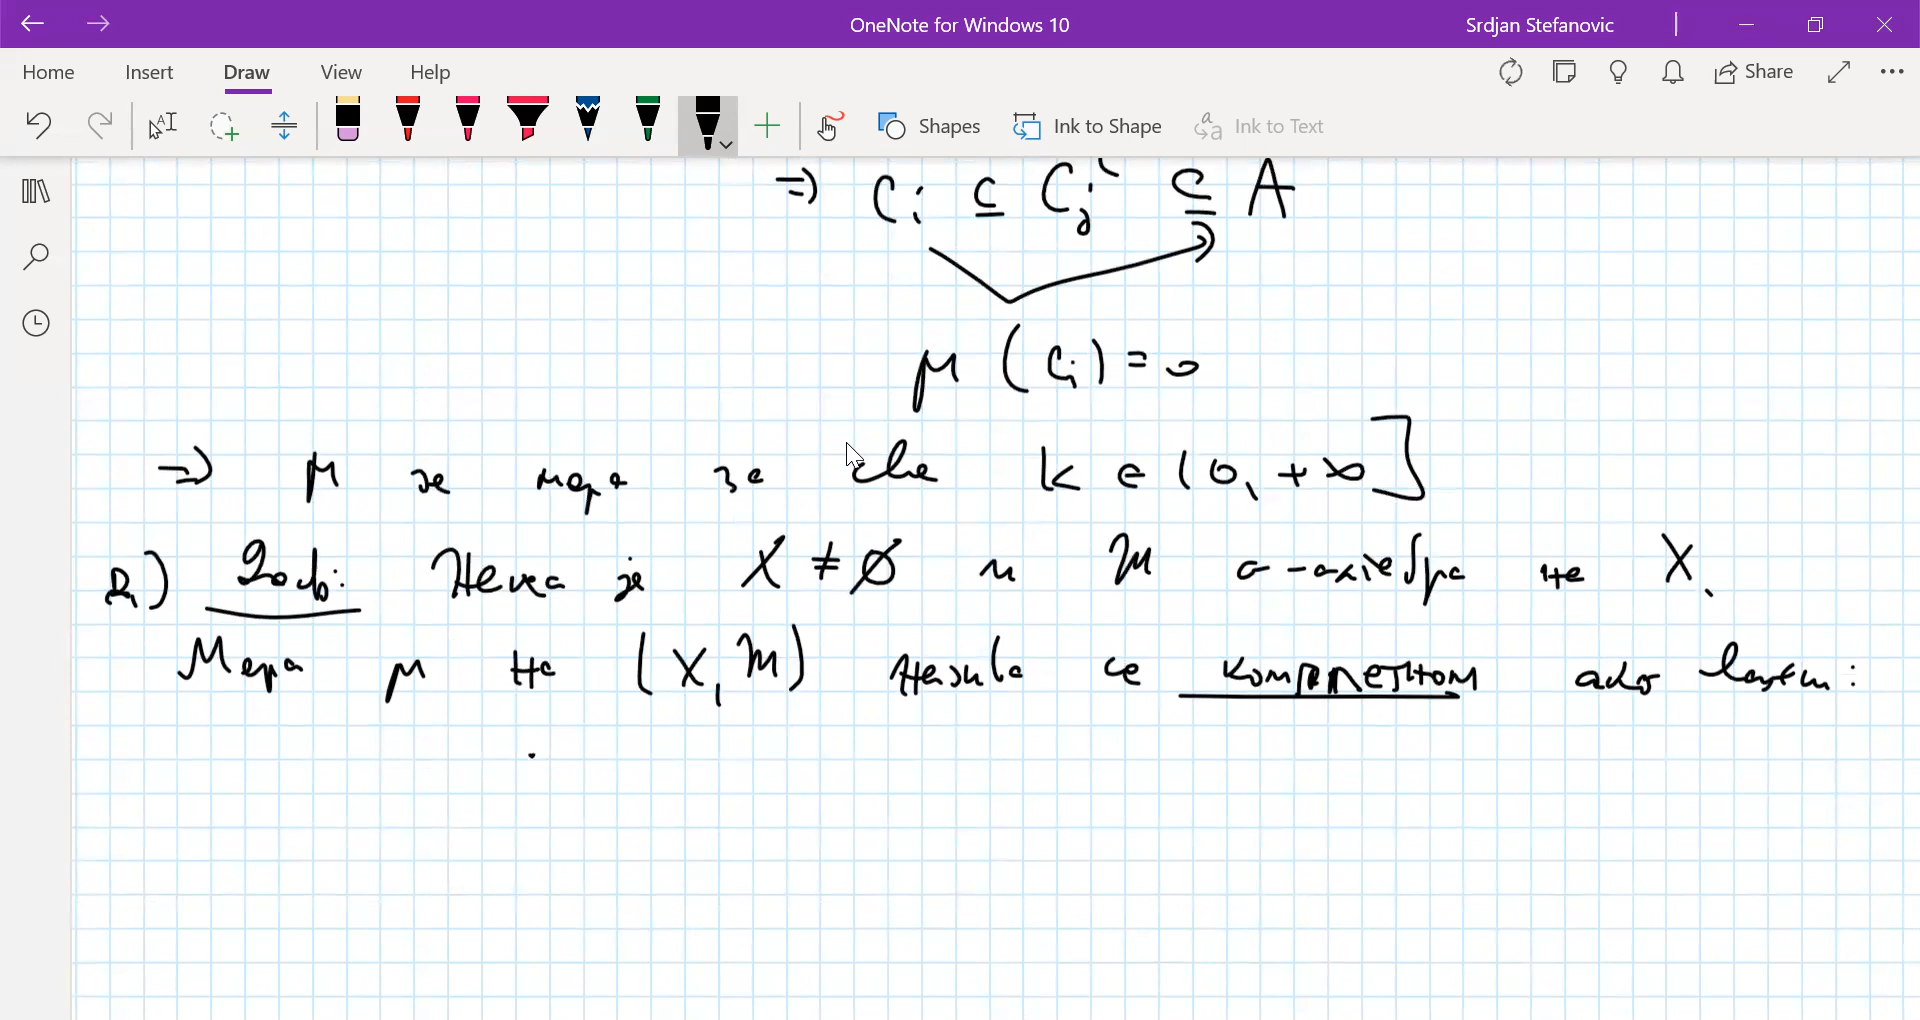 OneNote for Windows 10 Srdjan Stefanovic
Home Insert Draw View Help Share
Shapes Ink to Shape Ink to Text
=> Ci ⊆ Cj ⊆ A
μ (Ci) = 0
=> μ је мера за све k ∈ (0, +∞]
2.) Деф: Нека је X ≠ ∅ и M σ-алгебра на X.
Мера μ на (X, M) назива се комплетном ако важи: